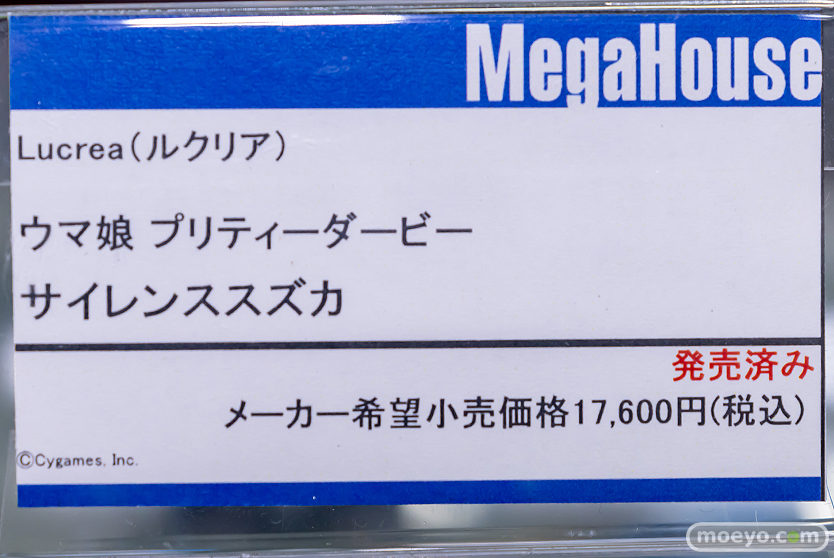 MegaHouse
Lucrea(ルクリア)
ウマ娘 プリティーダービー
サイレンススズカ
発売済み
メーカー希望小売価格17,600円(税込)
©Cygames, Inc.
moeyo.com